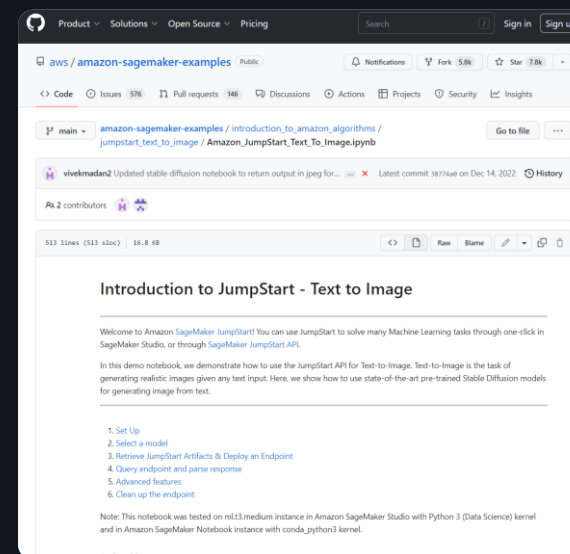 Product Solutions Open Source Pricing Search / Sign in Sign u
aws / amazon-sagemaker-examples Public Notifications Fork 5.8k Star 7.8k
Code Issues 576 Pull requests 146 Discussions Actions Projects Security Insights
main amazon-sagemaker-examples / introduction_to_amazon_algorithms / Go to file ...
jumpstart_text_to_image / Amazon_JumpStart_Text_To_Image.ipynb
vivekmadan2 Updated stable diffusion notebook to return output in jpeg for... ... Latest commit 38774a0 on Dec 14, 2022 History
2 contributors
513 lines (513 sloc) 16.8 KB <> Raw Blame
Introduction to JumpStart - Text to Image
Welcome to Amazon SageMaker JumpStart! You can use JumpStart to solve many Machine Learning tasks through one-click in
SageMaker Studio, or through SageMaker JumpStart API.
In this demo notebook, we demonstrate how to use the JumpStart API for Text-to-Image. Text-to-Image is the task of
generating realistic images given any text input. Here, we show how to use state-of-the-art pre-trained Stable Diffusion models
for generating image from text.
1. Set Up
2. Select a model
3. Retrieve JumpStart Artifacts & Deploy an Endpoint
4. Query endpoint and parse response
5. Advanced features
6. Clean up the endpoint
Note: This notebook was tested on ml.t3.medium instance in Amazon SageMaker Studio with Python 3 (Data Science) kernel
and in Amazon SageMaker Notebook instance with conda_python3 kernel.